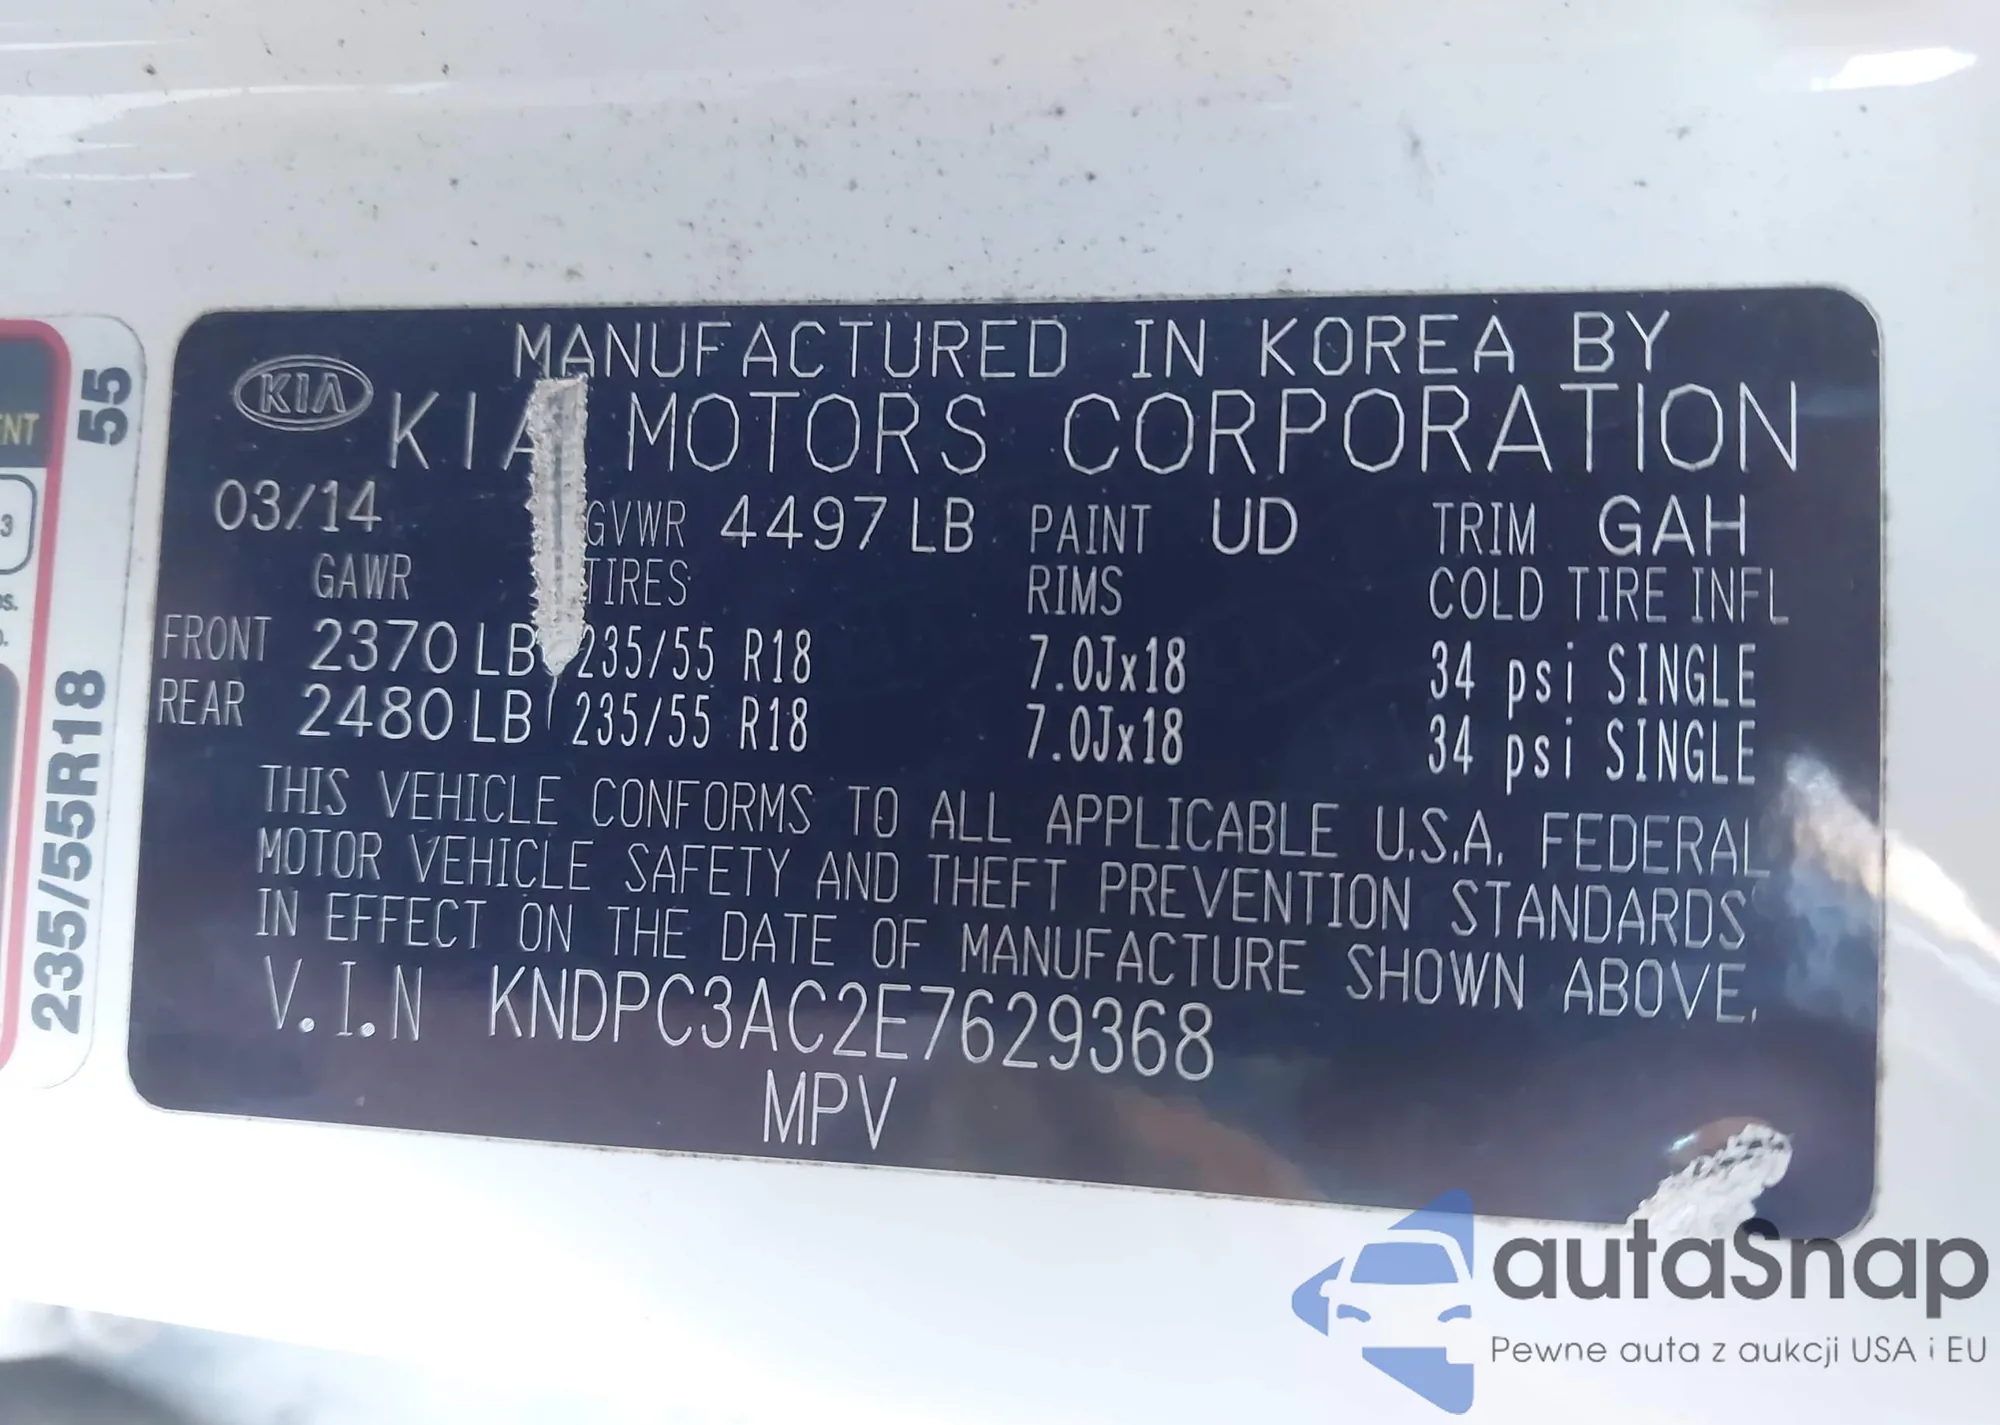 MANUFACTURED IN KOREA BY
KIA
KIA MOTORS CORPORATION
03/14 GVWR 4497 LB PAINT UD TRIM GAH
GAWR TIRES RIMS COLD TIRE INFL
FRONT 2370 LB 235/55 R18 7.0Jx18 34 psi SINGLE
REAR 2480 LB 235/55 R18 7.0Jx18 34 psi SINGLE
THIS VEHICLE CONFORMS TO ALL APPLICABLE U.S.A. FEDERAL
MOTOR VEHICLE SAFETY AND THEFT PREVENTION STANDARDS
IN EFFECT ON THE DATE OF MANUFACTURE SHOWN ABOVE.
V.I.N KNDPC3AC2E7629368
MPV
235/55R18 55
autaSnap
Pewne auta z aukcji USA i EU